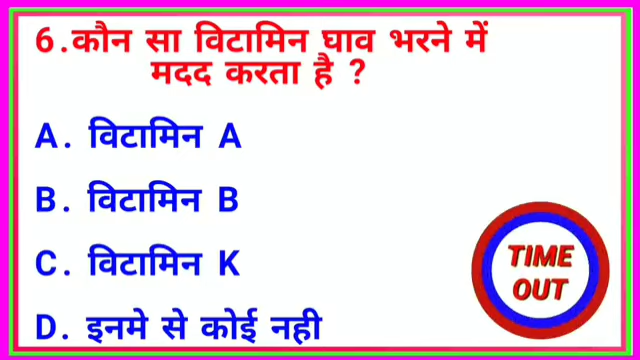 6.कौन सा विटामिन घाव भरने में
मदद करता है ?
A. विटामिन A
B. विटामिन B
C. विटामिन K
D. इनमे से कोई नही
TIME
OUT